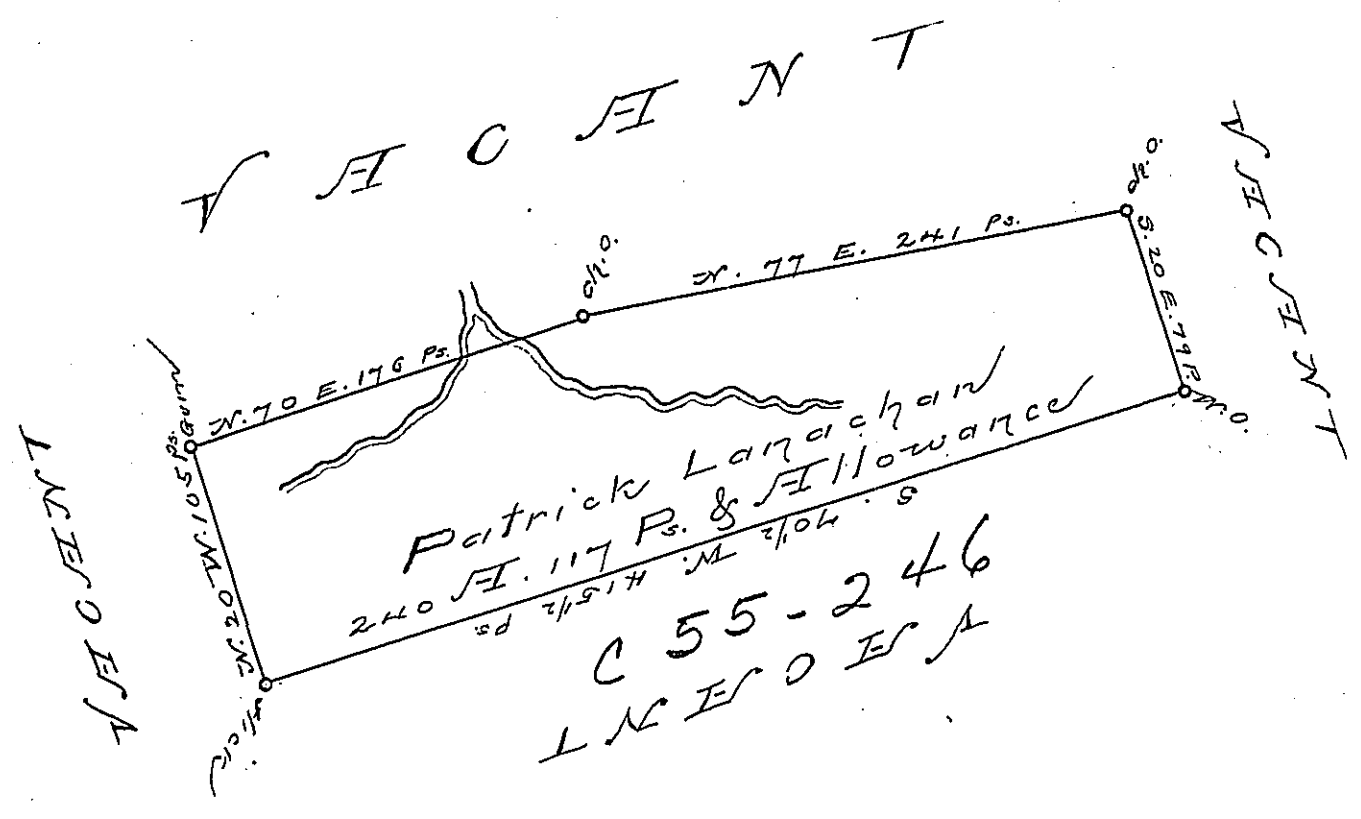 VACANT
VACANT
ch. o.
ch. o.
N. 77 E. 241 Ps.
S. 20 E. 79 P.
N. 70 E. 176 Ps.
VACANT
N. 20 W. 105 Ps.
Patrick Lanachan
240 A. 117 Ps. & Allowance
S. 70 1/2 W. 415 1/2 Ps.
C 55-246
VACANT